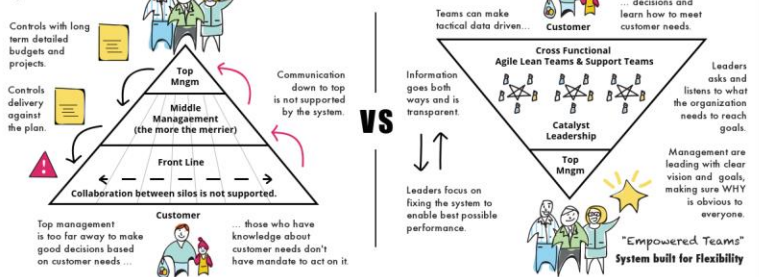 Controls with long
term detailed
budgets and
projects.
Controls
delivery
against
the plan.
Top
Mngm
Middle
Managaement
(the more the merrier)
Front Line
Collaboration between silos is not supported.
Communication
down to top
is not supported
by the system.
Customer
Top management
is too far away to make
good decisions based
on customer needs ...
... those who have
knowledge about
customer needs don't
have mandate to act on it
VS
Teams can make
tactical data driven...
Customer
... decisions and
learn how to meet
customer needs.
Cross Functional
Agile Lean Teams & Support Teams
Catalyst
Leadership
Top
Mngm
Information
goes both
ways and is
transparent.
Leaders focus on
fixing the system to
enable best possible
performance.
Leaders
asks and
listens to what
the organization
needs to reach
goals.
Management are
leading with clear
vision and goals,
making sure WHY
is obvious to
everyone.
"Empowered Teams"
System built for Flexibility